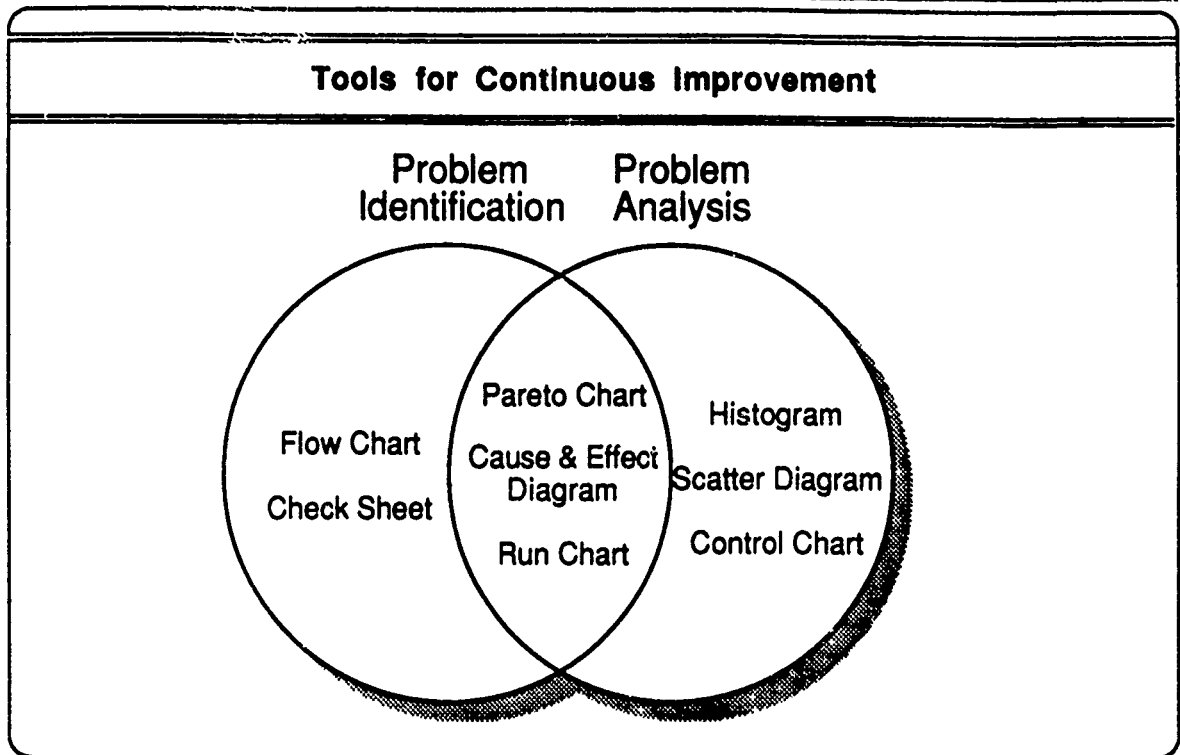 Tools for Continuous Improvement
Problem
Identification
Problem
Analysis
Flow Chart
Check Sheet
Pareto Chart
Cause & Effect
Diagram
Run Chart
Histogram
Scatter Diagram
Control Chart